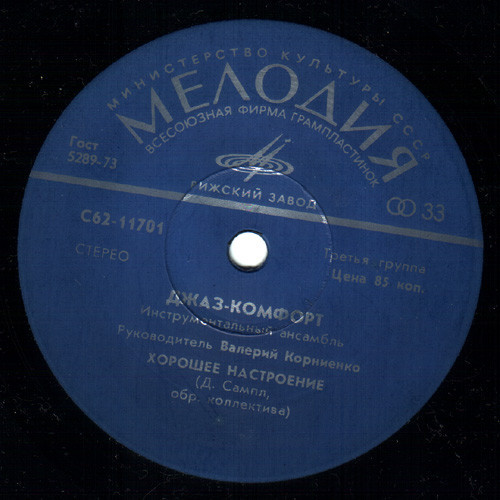 МИНИСТЕРСТВО КУЛЬТУРЫ СССР
МЕЛОДИЯ
ВСЕСОЮЗНАЯ ФИРМА ГРАМПЛАСТИНОК
Гост
5289-73
РИЖСКИЙ ЗАВОД
33
С62-11701
СТЕРЕО
Третья группа
Цена 85 коп.
ДЖАЗ-КОМФОРТ
Инструментальный ансамбль
Руководитель Валерий Корниенко
ХОРОШЕЕ НАСТРОЕНИЕ
(Д. Сампл,
обр. коллектива)